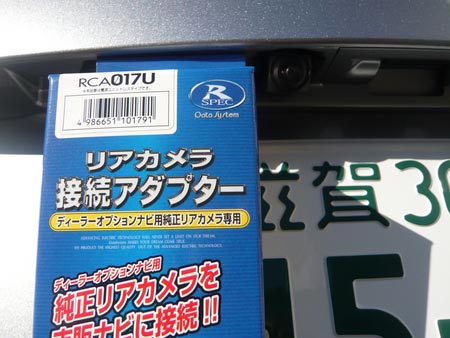 RCA017U
4 986651 101791
R
SPEC
Data System
リアカメラ
接続アダプター
ディーラーオプションナビ用純正リアカメラ専用
ディーラーオプションナビ用
純正リアカメラを
市販ナビに接続!!
滋賀 30
15